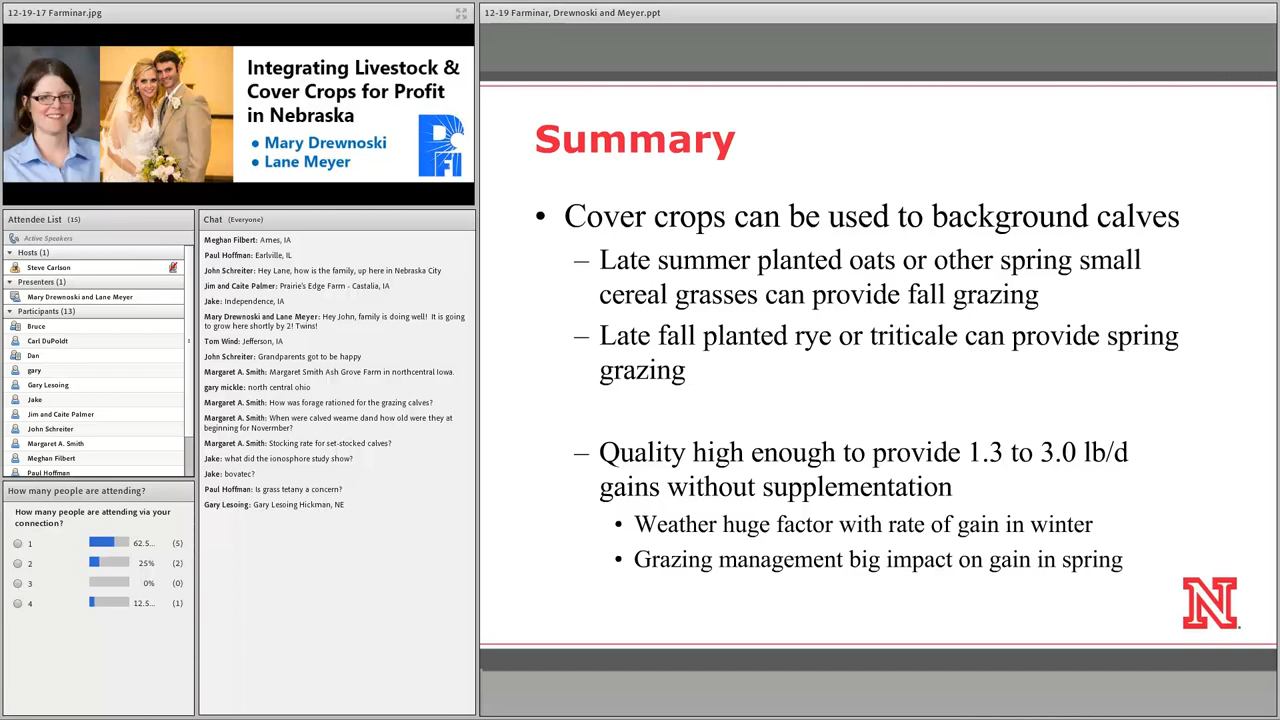 12-19-17 Farminar.jpg
Integrating Livestock &
Cover Crops for Profit
in Nebraska
• Mary Drewnoski
• Lane Meyer
PFI
Attendee List (15)
Active Speakers
Hosts (1)
Steve Carlson
Presenters (1)
Mary Drewnoski and Lane Meyer
Participants (13)
Bruce
Carl DuPoldt
Dan
gary
Gary Lesoing
Jake
Jim and Caite Palmer
John Schreiter
Margaret A. Smith
Meghan Filbert
Paul Hoffman
How many people are attending?
How many people are attending via your
connection?
1 62.5... (5)
2 25% (2)
3 0% (0)
4 12.5... (1)
Chat (Everyone)
Meghan Filbert: Ames, IA
Paul Hoffman: Earlville, IL
John Schreiter: Hey Lane, how is the family, up here in Nebraska City
Jim and Caite Palmer: Prairie's Edge Farm - Castalia, IA
Jake: Independence, IA
Mary Drewnoski and Lane Meyer: Hey John, family is doing well! It is going
to grow here shortly by 2! Twins!
Tom Wind: Jefferson, IA
John Schreiter: Grandparents got to be happy
Margaret A. Smith: Margaret Smith Ash Grove Farm in northcentral Iowa.
gary mickle: north central ohio
Margaret A. Smith: How was forage rationed for the grazing calves?
Margaret A. Smith: When were calved weame dand how old were they at
beginning for Novermber?
Margaret A. Smith: Stocking rate for set-stocked calves?
Jake: what did the ionosphore study show?
Jake: bovatec?
Paul Hoffman: Is grass tetany a concern?
Gary Lesoing: Gary Lesoing Hickman, NE
12-19 Farminar, Drewnoski and Meyer.ppt
Summary
• Cover crops can be used to background calves
– Late summer planted oats or other spring small
cereal grasses can provide fall grazing
– Late fall planted rye or triticale can provide spring
grazing
– Quality high enough to provide 1.3 to 3.0 lb/d
gains without supplementation
• Weather huge factor with rate of gain in winter
• Grazing management big impact on gain in spring
N